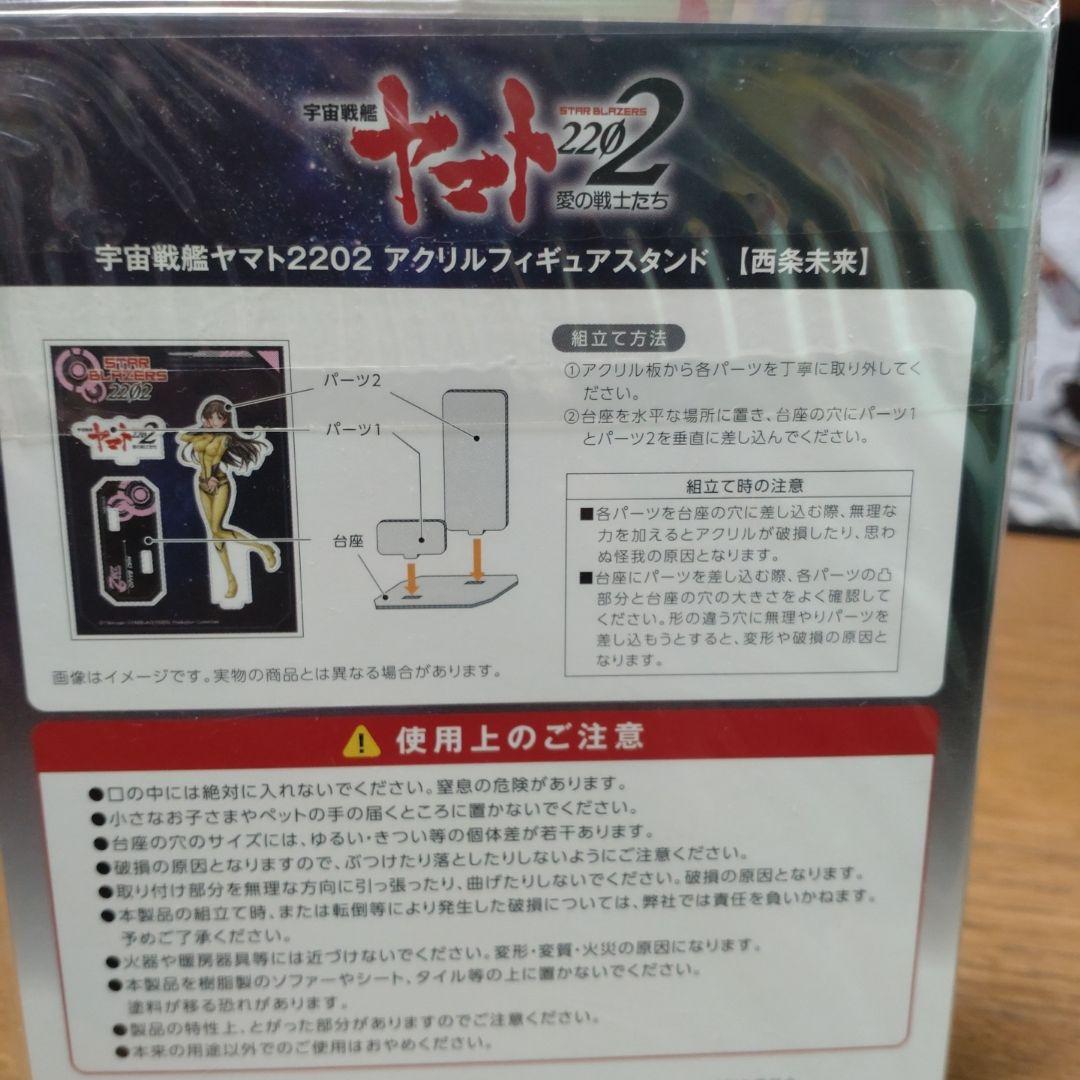 宇宙戦艦
ヤマト
STAR BLAZERS
2202
愛の戦士たち
宇宙戦艦ヤマト2202 アクリルフィギュアスタンド 【西条未来】
STAR
BLAZERS
2202
パーツ2
パーツ1
台座
組立て方法
①アクリル板から各パーツを丁寧に取り外してく
ださい。
②台座を水平な場所に置き、台座の穴にパーツ1
とパーツ2を垂直に差し込んでください。
組立て時の注意
■各パーツを台座の穴に差し込む際、無理な
力を加えるとアクリルが破損したり、思わ
ぬ怪我の原因となります。
■台座にパーツを差し込む際、各パーツの凸
部分と台座の穴の大きさをよく確認して
ください。形の違う穴に無理やりパーツを
差し込もうとすると、変形や破損の原因と
なります。
画像はイメージです。実物の商品とは異なる場合があります。
使用上のご注意
●口の中には絶対に入れないでください。窒息の危険があります。
●小さなお子さまやペットの手の届くところに置かないでください。
●台座の穴のサイズには、ゆるい・きつい等の個体差が若干あります。
●破損の原因となりますので、ぶつけたり落としたりしないようにご注意ください。
●取り付け部分を無理な方向に引っ張ったり、曲げたりしないでください。破損の原因となります。
●本製品の組立て時、または転倒等により発生した破損については、弊社では責任を負いかねます。
予めご了承ください。
●火器や暖房器具等には近づけないでください。変形・変質・火災の原因になります。
●本製品を樹脂製のソファーやシート、タイル等の上に置かないでください。
塗料が移る恐れがあります。
●製品の特性上、とがった部分がありますのでご注意ください。
●本来の用途以外でのご使用はおやめください。